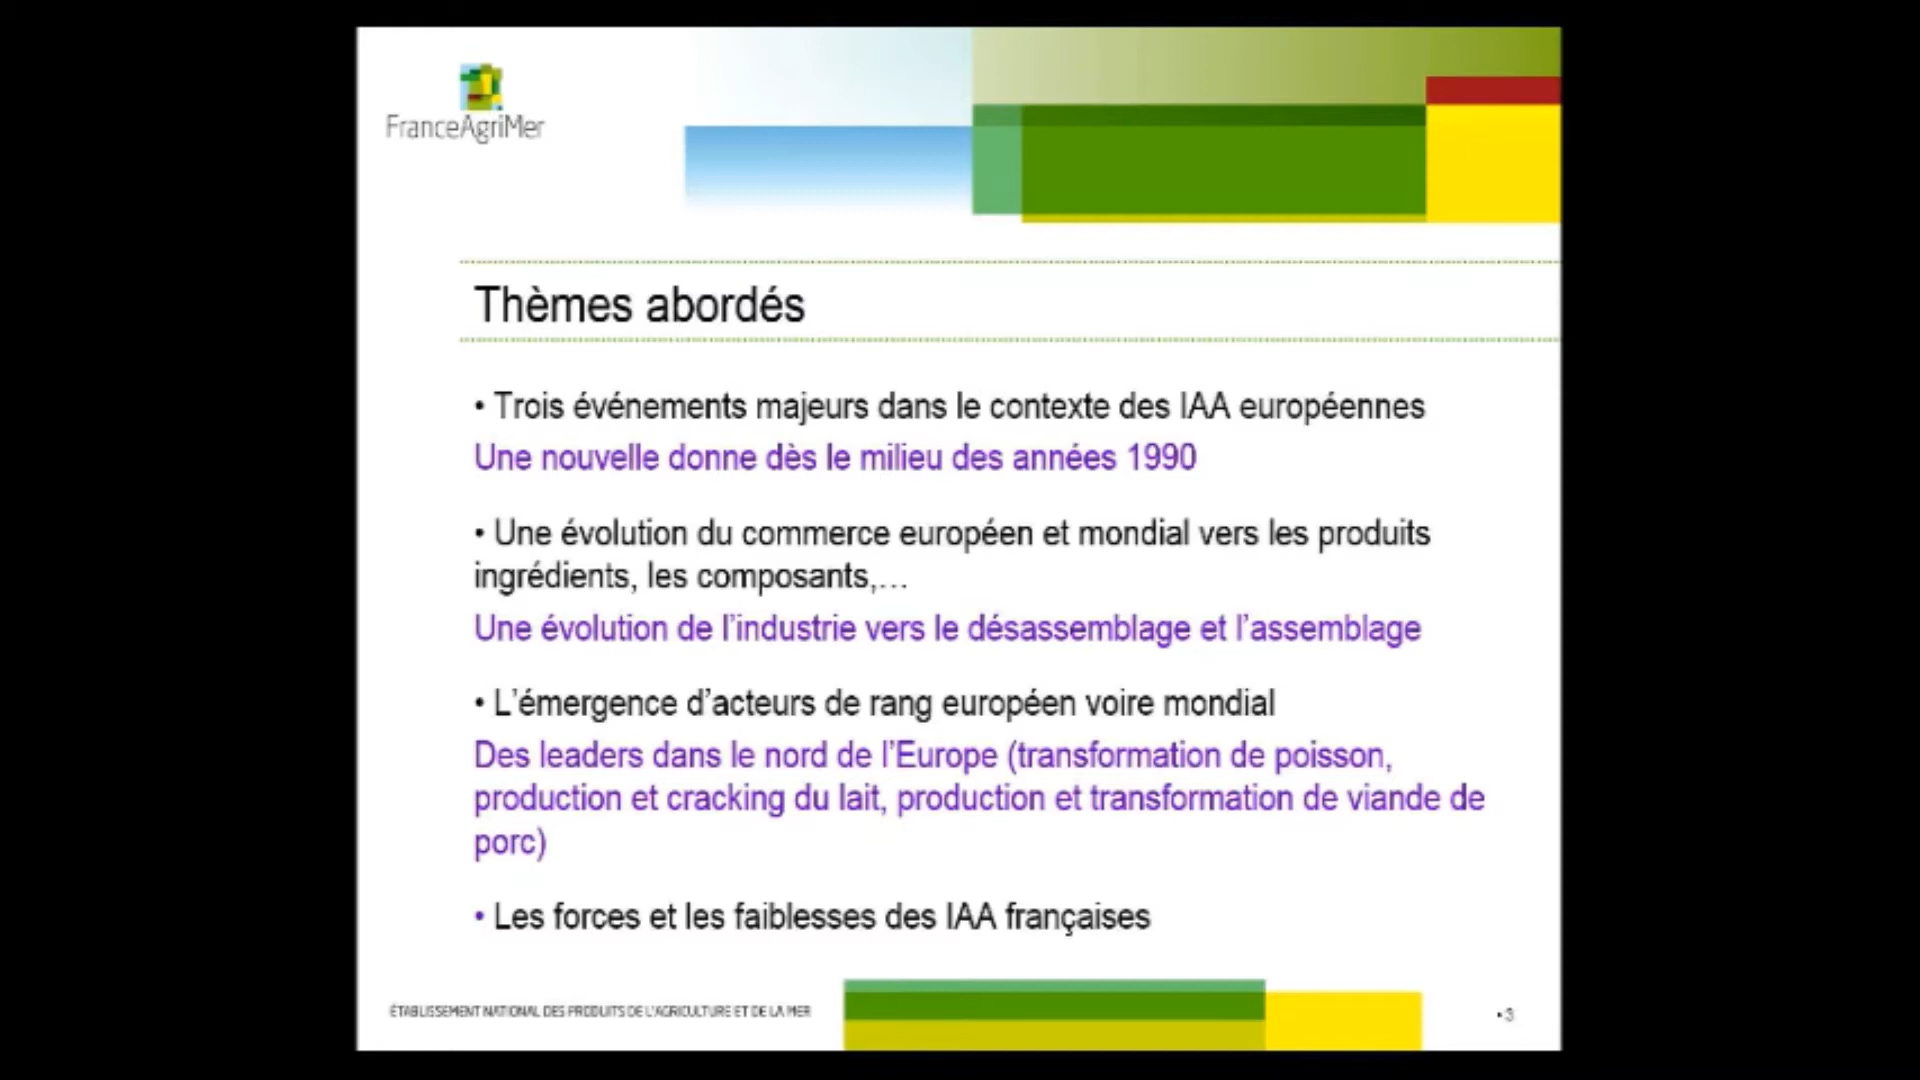 FranceAgriMer
Thèmes abordés
• Trois événements majeurs dans le contexte des IAA européennes
Une nouvelle donne dès le milieu des années 1990
• Une évolution du commerce européen et mondial vers les produits
ingrédients, les composants,…
Une évolution de l’industrie vers le désassemblage et l’assemblage
• L’émergence d’acteurs de rang européen voire mondial
Des leaders dans le nord de l’Europe (transformation de poisson,
production et cracking du lait, production et transformation de viande de
porc)
• Les forces et les faiblesses des IAA françaises
ÉTABLISSEMENT NATIONAL DES PRODUITS DE L’AGRICULTURE ET DE LA MER
• 3